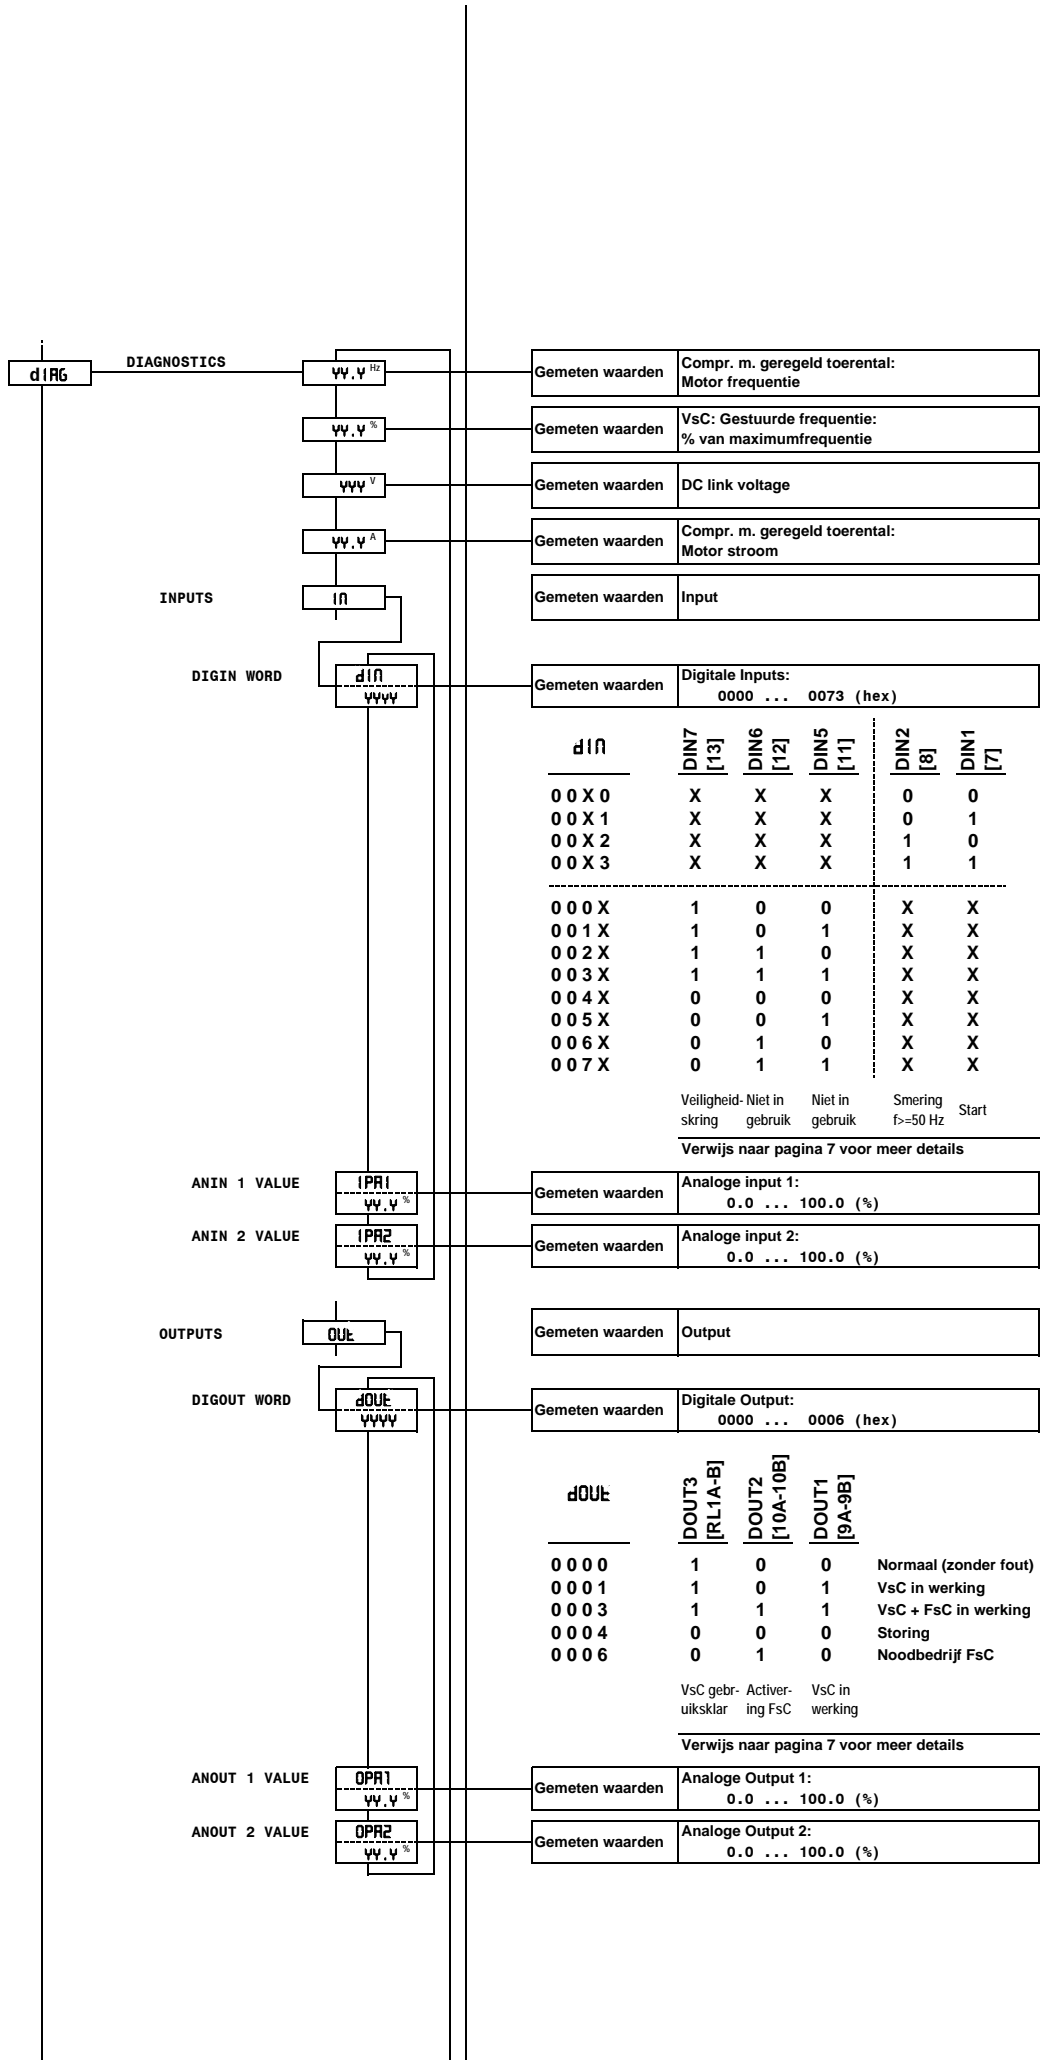 dIAG
DIAGNOSTICS
YY.Y Hz
Gemeten waarden
Compr. m. geregeld toerental:
Motor frequentie
YY.Y %
Gemeten waarden
VsC: Gestuurde frequentie:
% van maximumfrequentie
YYY V
Gemeten waarden
DC link voltage
YY.Y A
Gemeten waarden
Compr. m. geregeld toerental:
Motor stroom
INPUTS
IN
Gemeten waarden
Input
DIGIN WORD
dIN
YYYY
Gemeten waarden
Digitale Inputs:
0000 ... 0073 (hex)
dIN
DIN7
[13]
DIN6
[12]
DIN5
[11]
DIN2
[8]
DIN1
[7]
0 0 X 0 X X X 0 0
0 0 X 1 X X X 0 1
0 0 X 2 X X X 1 0
0 0 X 3 X X X 1 1
0 0 0 X 1 0 0 X X
0 0 1 X 1 0 1 X X
0 0 2 X 1 1 0 X X
0 0 3 X 1 1 1 X X
0 0 4 X 0 0 0 X X
0 0 5 X 0 0 1 X X
0 0 6 X 0 1 0 X X
0 0 7 X 0 1 1 X X
Veiligheid-
skring
Niet in
gebruik
Niet in
gebruik
Smering
f>=50 Hz
Start
Verwijs naar pagina 7 voor meer details
ANIN 1 VALUE
IPA1
YY.Y %
Gemeten waarden
Analoge input 1:
0.0 ... 100.0 (%)
ANIN 2 VALUE
IPA2
YY.Y %
Gemeten waarden
Analoge input 2:
0.0 ... 100.0 (%)
OUTPUTS
OUt
Gemeten waarden
Output
DIGOUT WORD
dOUt
YYYY
Gemeten waarden
Digitale Output:
0000 ... 0006 (hex)
dOUt
DOUT3
[RL1A-B]
DOUT2
[10A-10B]
DOUT1
[9A-9B]
0 0 0 0 1 0 0 Normaal (zonder fout)
0 0 0 1 1 0 1 VsC in werking
0 0 0 3 1 1 1 VsC + FsC in werking
0 0 0 4 0 0 0 Storing
0 0 0 6 0 1 0 Noodbedrijf FsC
VsC gebr-
uiksklar
Activer-
ing FsC
VsC in
werking
Verwijs naar pagina 7 voor meer details
ANOUT 1 VALUE
OPA1
YY.Y %
Gemeten waarden
Analoge Output 1:
0.0 ... 100.0 (%)
ANOUT 2 VALUE
OPA2
YY.Y %
Gemeten waarden
Analoge Output 2:
0.0 ... 100.0 (%)